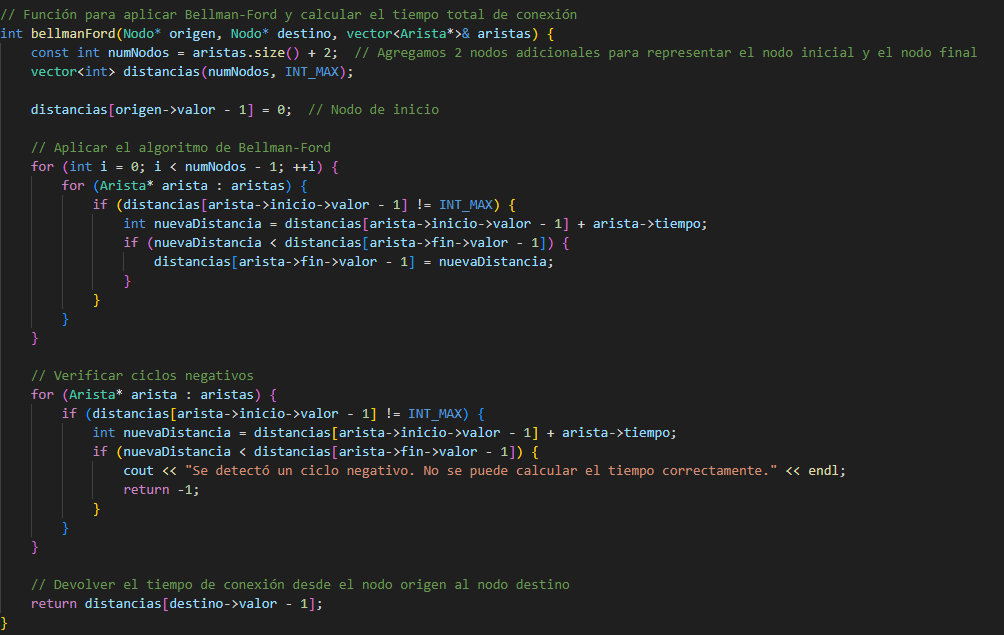 // Función para aplicar Bellman-Ford y calcular el tiempo total de conexión
int bellmanFord(Nodo* origen, Nodo* destino, vector<Arista*>& aristas) {
    const int numNodos = aristas.size() + 2;  // Agregamos 2 nodos adicionales para representar el nodo inicial y el nodo final
    vector<int> distancias(numNodos, INT_MAX);

    distancias[origen->valor - 1] = 0;  // Nodo de inicio

    // Aplicar el algoritmo de Bellman-Ford
    for (int i = 0; i < numNodos - 1; ++i) {
        for (Arista* arista : aristas) {
            if (distancias[arista->inicio->valor - 1] != INT_MAX) {
                int nuevaDistancia = distancias[arista->inicio->valor - 1] + arista->tiempo;
                if (nuevaDistancia < distancias[arista->fin->valor - 1]) {
                    distancias[arista->fin->valor - 1] = nuevaDistancia;
                }
            }
        }
    }

    // Verificar ciclos negativos
    for (Arista* arista : aristas) {
        if (distancias[arista->inicio->valor - 1] != INT_MAX) {
            int nuevaDistancia = distancias[arista->inicio->valor - 1] + arista->tiempo;
            if (nuevaDistancia < distancias[arista->fin->valor - 1]) {
                cout << "Se detectó un ciclo negativo. No se puede calcular el tiempo correctamente." << endl;
                return -1;
            }
        }
    }

    // Devolver el tiempo de conexión desde el nodo origen al nodo destino
    return distancias[destino->valor - 1];
}